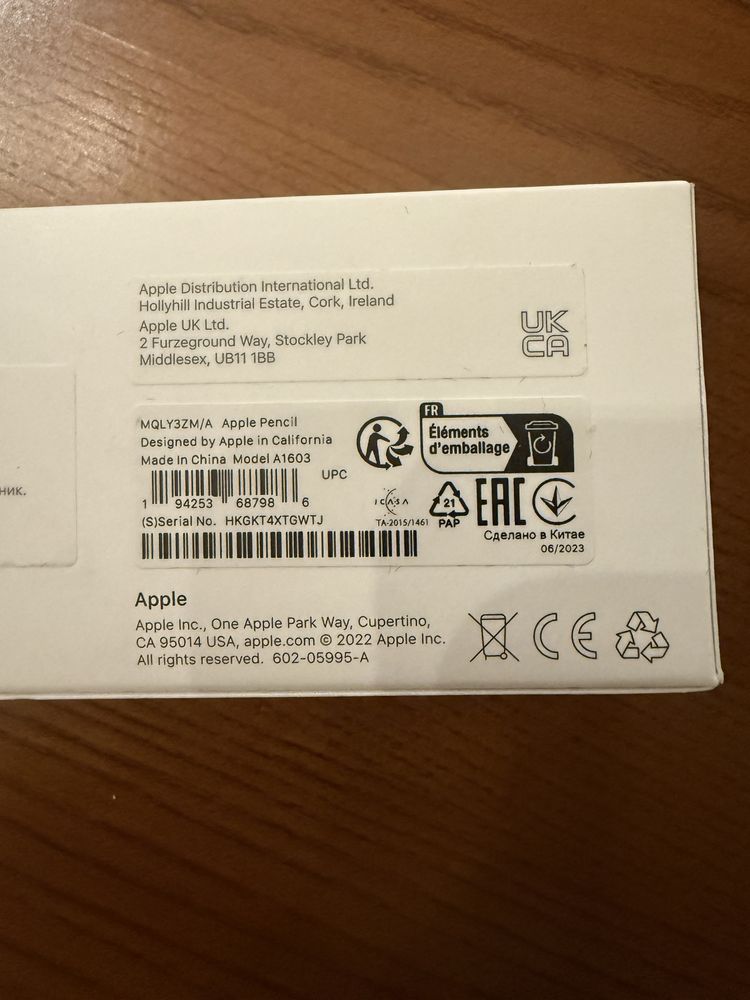 Apple Distribution International Ltd.
Hollyhill Industrial Estate, Cork, Ireland
Apple UK Ltd.
2 Furzeground Way, Stockley Park
Middlesex, UB11 1BB
UK
CA
ник.
MQLY3ZM/A Apple Pencil
Designed by Apple in California
Made In China Model A1603
UPC
1 94253 68798 6
(S)Serial No. HKGKT4XTGWTJ
FR
Éléments
d'emballage
ICASA
TA-2015/1461
21
PAP
EAC
Сделано в Китае
06/2023
Apple
Apple Inc., One Apple Park Way, Cupertino,
CA 95014 USA, apple.com © 2022 Apple Inc.
All rights reserved. 602-05995-A
CE